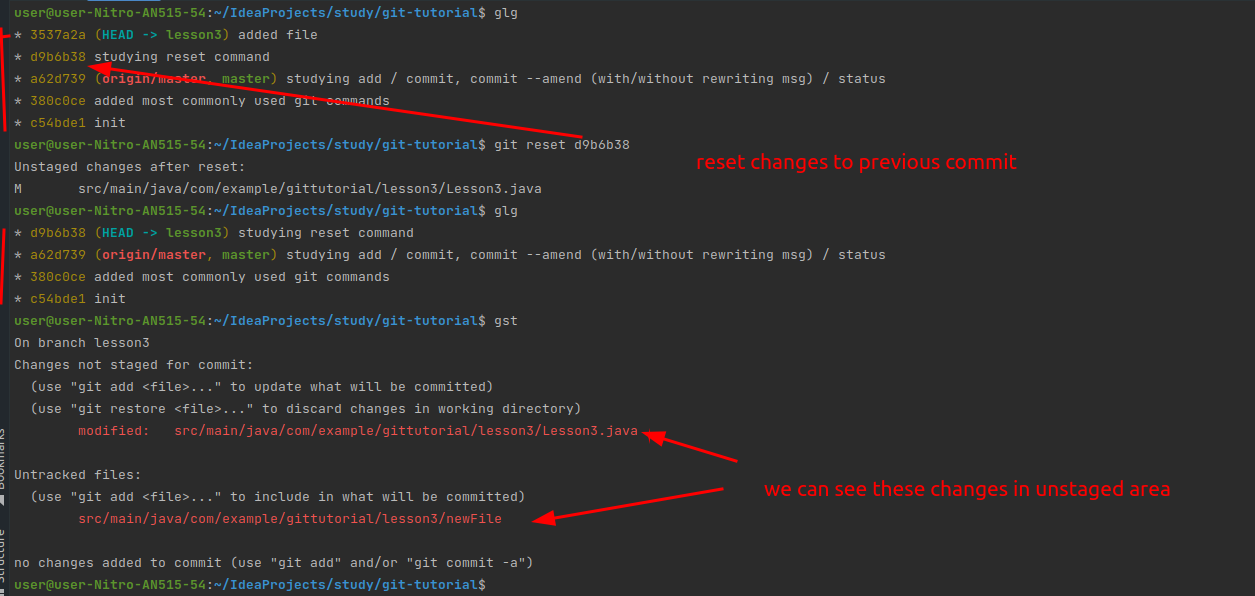 user@user-Nitro-AN515-54:~/IdeaProjects/study/git-tutorial$ glg
* 3537a2a (HEAD -> lesson3) added file
* d9b6b38 studying reset command
* a62d739 (origin/master, master) studying add / commit, commit --amend (with/without rewriting msg) / status
* 380c0ce added most commonly used git commands
* c54bde1 init
user@user-Nitro-AN515-54:~/IdeaProjects/study/git-tutorial$ git reset d9b6b38
reset changes to previous commit
Unstaged changes after reset:
M       src/main/java/com/example/gittutorial/lesson3/Lesson3.java
user@user-Nitro-AN515-54:~/IdeaProjects/study/git-tutorial$ glg
* d9b6b38 (HEAD -> lesson3) studying reset command
* a62d739 (origin/master, master) studying add / commit, commit --amend (with/without rewriting msg) / status
* 380c0ce added most commonly used git commands
* c54bde1 init
user@user-Nitro-AN515-54:~/IdeaProjects/study/git-tutorial$ gst
On branch lesson3
Changes not staged for commit:
  (use "git add <file>..." to update what will be committed)
  (use "git restore <file>..." to discard changes in working directory)
        modified:   src/main/java/com/example/gittutorial/lesson3/Lesson3.java
Untracked files:
  (use "git add <file>..." to include in what will be committed)
we can see these changes in unstaged area
        src/main/java/com/example/gittutorial/lesson3/newFile
no changes added to commit (use "git add" and/or "git commit -a")
user@user-Nitro-AN515-54:~/IdeaProjects/study/git-tutorial$
Bookmarks
Structure